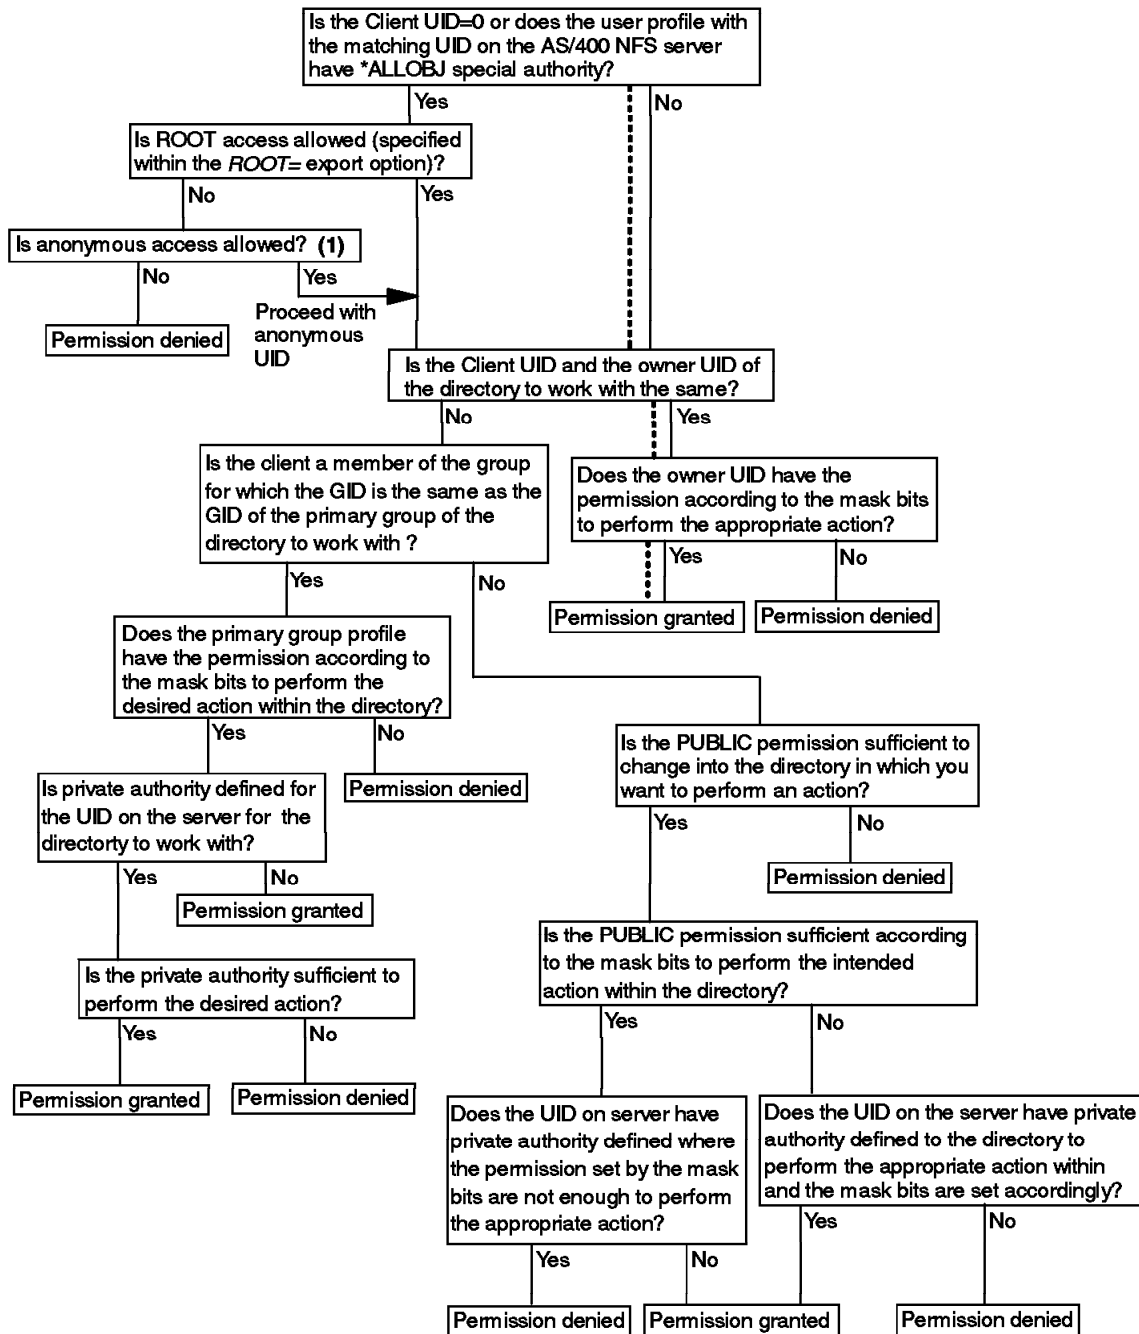 Is the Client UID=0 or does the user profile with
the matching UID on the AS/400 NFS server
have *ALLOBJ special authority?
Yes
No
Is ROOT access allowed (specified
within the ROOT= export option)?
No
Yes
Is anonymous access allowed? (1)
No
Yes
Proceed with
anonymous
UID
Permission denied
Is the Client UID and the owner UID of
the directory to work with the same?
No
Yes
Is the client a member of the group
for which the GID is the same as the
GID of the primary group of the
directory to work with ?
Does the owner UID have the
permission according to the mask bits
to perform the appropriate action?
Yes
No
Yes
No
Permission granted
Permission denied
Does the primary group profile
have the permission according to
the mask bits to perform the
desired action within the directory?
Yes
No
Is the PUBLIC permission sufficient to
change into the directory in which you
want to perform an action?
Is private authority defined for
the UID on the server for the
directorty to work with?
Permission denied
Yes
No
Yes
No
Permission granted
Permission denied
Is the PUBLIC permission sufficient according
to the mask bits to perform the intended
action within the directory?
Is the private authority sufficient to
perform the desired action?
Yes
No
Yes
No
Permission granted
Permission denied
Does the UID on server have
private authority defined where
the permission set by the mask
bits are not enough to perform
the appropriate action?
Does the UID on the server have private
authority defined to the directory to
perform the appropriate action within
and the mask bits are set accordingly?
Yes
No
Yes
No
Permission denied
Permission granted
Permission denied